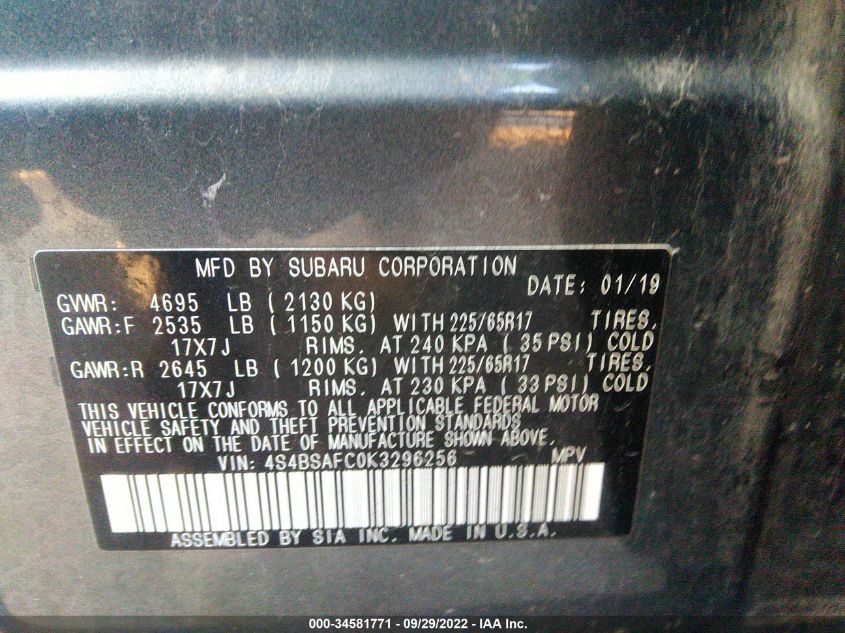 MFD BY SUBARU CORPORATION
DATE: 01/19
GVWR: 4695 LB ( 2130 KG)
GAWR:F 2535 LB ( 1150 KG) WITH 225/65R17 TIRES,
17X7J RIMS, AT 240 KPA ( 35 PSI) COLD
GAWR:R 2645 LB ( 1200 KG) WITH 225/65R17 TIRES,
17X7J RIMS, AT 230 KPA ( 33 PSI) COLD
THIS VEHICLE CONFORMS TO ALL APPLICABLE FEDERAL MOTOR
VEHICLE SAFETY AND THEFT PREVENTION STANDARDS
IN EFFECT ON THE DATE OF MANUFACTURE SHOWN ABOVE.
VIN: 4S4BSAFC0K3296256 MPV
ASSEMBLED BY SIA INC. MADE IN U.S.A.
000-34581771 - 09/29/2022 - IAA Inc.